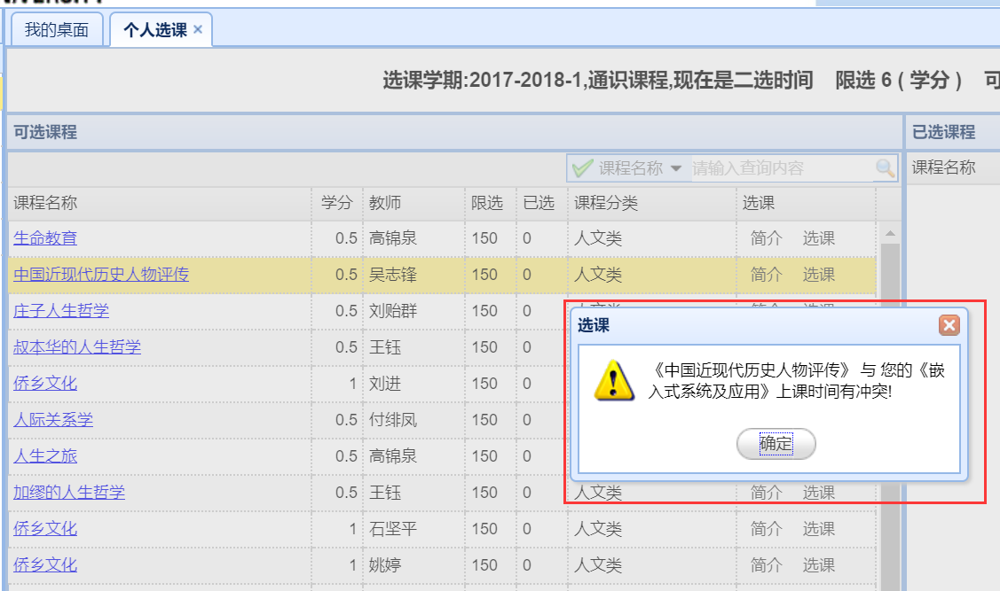 我的桌面 个人选课 ×
选课学期:2017-2018-1,通识课程,现在是二选时间 限选 6 ( 学分 )
可选课程 已选课程
课程名称 请输入查询内容 课程名称
课程名称 学分 教师 限选 已选 课程分类 选课
生命教育 0.5 高锦泉 150 0 人文类 简介 选课
中国近现代历史人物评传 0.5 吴志锋 150 0 人文类 简介 选课
庄子人生哲学 0.5 刘贻群 150 0
叔本华的人生哲学 0.5 王钰 150 0
侨乡文化 1 刘进 150 0
人际关系学 0.5 付绯凤 150 0
人生之旅 0.5 高锦泉 150 0
加缪的人生哲学 0.5 王钰 150 0 人文类 简介 选课
侨乡文化 1 石坚平 150 0 人文类 简介 选课
侨乡文化 1 姚婷 150 0 人文类 简介 选课
选课
《中国近现代历史人物评传》 与 您的《嵌
入式系统及应用》上课时间有冲突!
确定